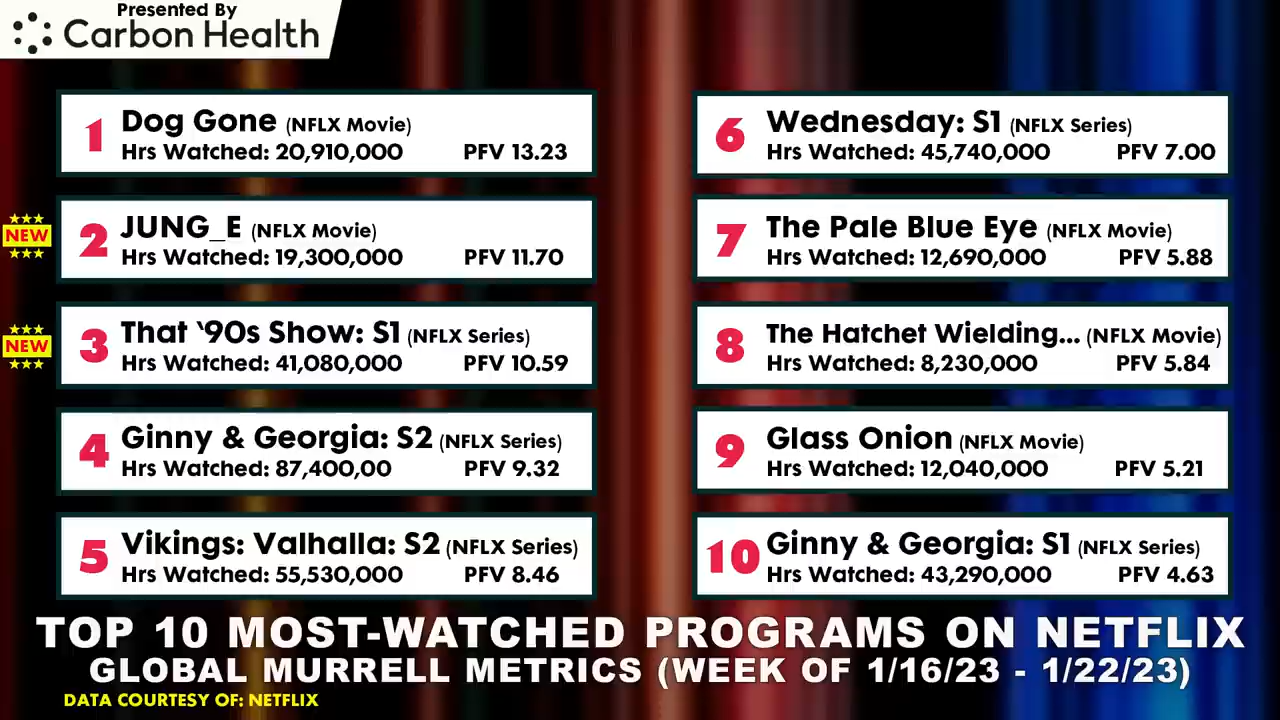 Presented By
Carbon Health
1 Dog Gone (NFLX Movie)
Hrs Watched: 20,910,000 PFV 13.23
★★★
NEW
★★★
2 JUNG_E (NFLX Movie)
Hrs Watched: 19,300,000 PFV 11.70
★★★
NEW
★★★
3 That ‘90s Show: S1 (NFLX Series)
Hrs Watched: 41,080,000 PFV 10.59
4 Ginny & Georgia: S2 (NFLX Series)
Hrs Watched: 87,400,00 PFV 9.32
5 Vikings: Valhalla: S2 (NFLX Series)
Hrs Watched: 55,530,000 PFV 8.46
6 Wednesday: S1 (NFLX Series)
Hrs Watched: 45,740,000 PFV 7.00
7 The Pale Blue Eye (NFLX Movie)
Hrs Watched: 12,690,000 PFV 5.88
8 The Hatchet Wielding... (NFLX Movie)
Hrs Watched: 8,230,000 PFV 5.84
9 Glass Onion (NFLX Movie)
Hrs Watched: 12,040,000 PFV 5.21
10 Ginny & Georgia: S1 (NFLX Series)
Hrs Watched: 43,290,000 PFV 4.63
TOP 10 MOST-WATCHED PROGRAMS ON NETFLIX
GLOBAL MURRELL METRICS (WEEK OF 1/16/23 - 1/22/23)
DATA COURTESY OF: NETFLIX